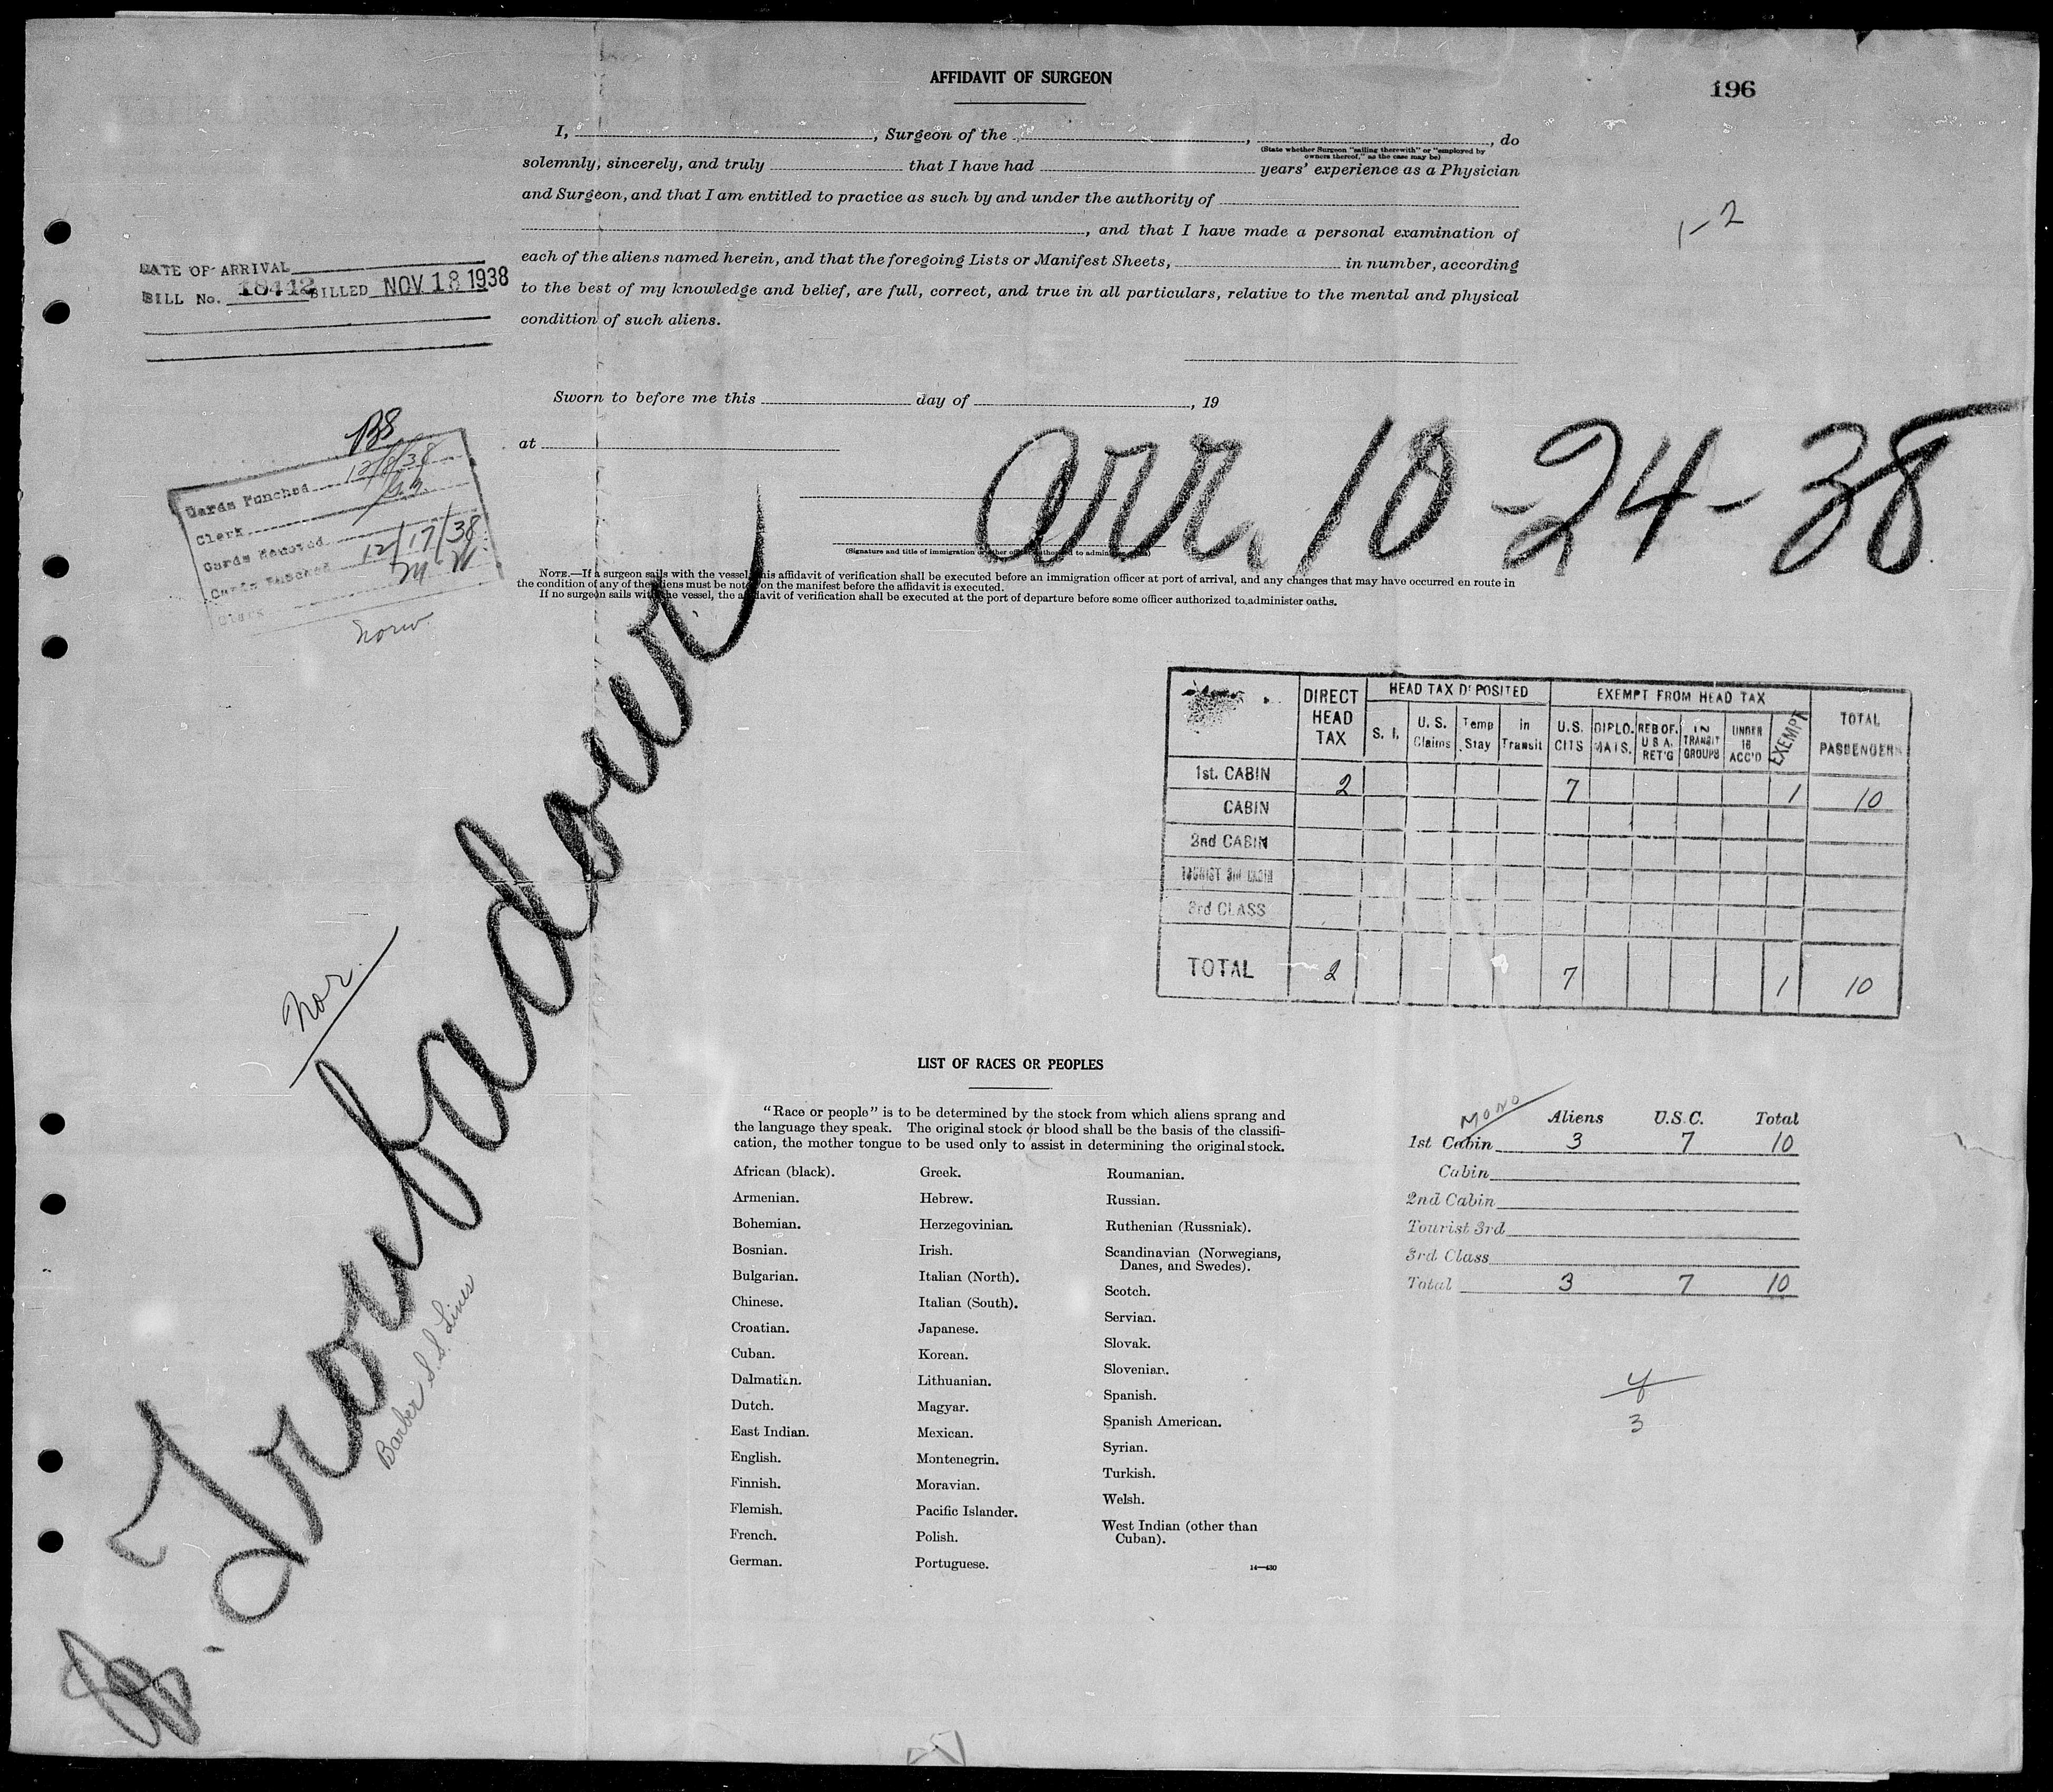 AFFIDAVIT OF SURGEON
196
I, , Surgeon of the , , do
(State whether Surgeon "sailing therewith" or "employed by
owners thereof," as the case may be)
solemnly, sincerely, and truly that I have had years' experience as a Physician
and Surgeon, and that I am entitled to practice as such by and under the authority of
, and that I have made a personal examination of
each of the aliens named herein, and that the foregoing Lists or Manifest Sheets, in number, according
to the best of my knowledge and belief, are full, correct, and true in all particulars, relative to the mental and physical
condition of such aliens.
1-2
DATE OF ARRIVAL
BILL No. 18412 BILLED NOV 18 1938
Sworn to before me this day of , 19
at
arr. 10-24-38
BS
Cards Punched 12/8/38
Clerk
Cards Removed
Cards Punched 12/17/38
Clerk
Norw.
(Signature and title of immigration or other officer authorized to administer oaths)
NOTE.—If a surgeon sails with the vessel, this affidavit of verification shall be executed before an immigration officer at port of arrival, and any changes that may have occurred en route in
the condition of any of the aliens must be noted on the manifest before the affidavit is executed.
If no surgeon sails with the vessel, the affidavit of verification shall be executed at the port of departure before some officer authorized to administer oaths.
DIRECT HEAD TAX HEAD TAX DEPOSITED EXEMPT FROM HEAD TAX TOTAL PASSENGERS
S. I. U. S. Claims Temp Stay in Transit U.S. CITS DIPLO. MATS. REB OF. U S A. RET'G IN TRANSIT GROUPS UNDER 16 ACC'D EXEMPT
1st. CABIN 2 7 1 10
CABIN
2nd CABIN
TOURIST 3rd CABIN
3rd CLASS
TOTAL 2 7 1 10
Nor.
Troubadour
Barber S.S. Lines
LIST OF RACES OR PEOPLES
"Race or people" is to be determined by the stock from which aliens sprang and
the language they speak. The original stock or blood shall be the basis of the classifi-
cation, the mother tongue to be used only to assist in determining the original stock.
African (black).
Armenian.
Bohemian.
Bosnian.
Bulgarian.
Chinese.
Croatian.
Cuban.
Dalmatian.
Dutch.
East Indian.
English.
Finnish.
Flemish.
French.
German.
Greek.
Hebrew.
Herzegovinian.
Irish.
Italian (North).
Italian (South).
Japanese.
Korean.
Lithuanian.
Magyar.
Mexican.
Montenegrin.
Moravian.
Pacific Islander.
Polish.
Portuguese.
Roumanian.
Russian.
Ruthenian (Russniak).
Scandinavian (Norwegians,
Danes, and Swedes).
Scotch.
Servian.
Slovak.
Slovenian.
Spanish.
Spanish American.
Syrian.
Turkish.
Welsh.
West Indian (other than
Cuban).
14—430
MONO
Aliens U.S.C. Total
1st Cabin 3 7 10
Cabin
2nd Cabin
Tourist 3rd
3rd Class
Total 3 7 10
4
3